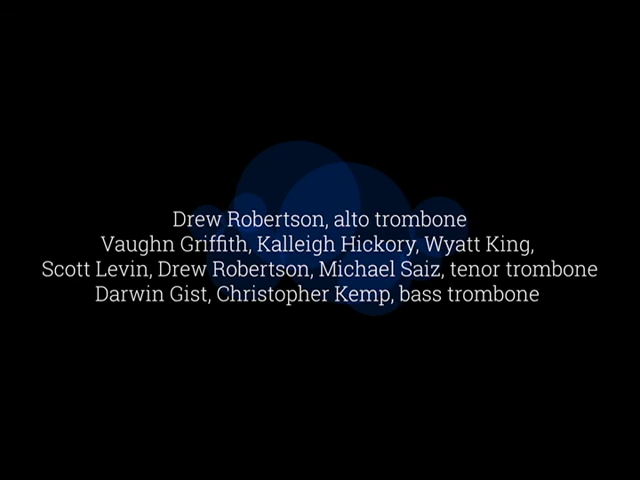 Drew Robertson, alto trombone
Vaughn Griffith, Kalleigh Hickory, Wyatt King,
Scott Levin, Drew Robertson, Michael Saiz, tenor trombone
Darwin Gist, Christopher Kemp, bass trombone